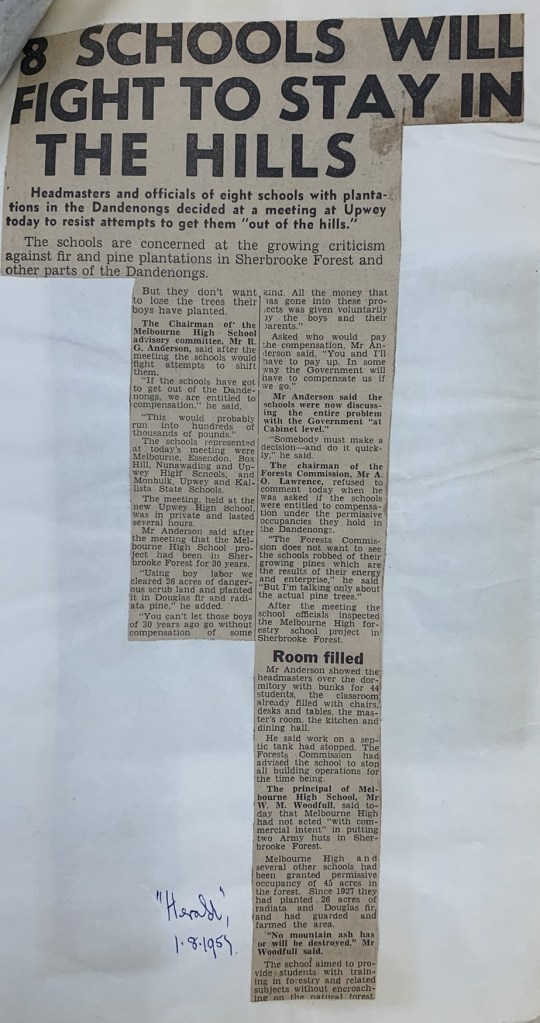 8 SCHOOLS WILL
FIGHT TO STAY IN
THE HILLS
Headmasters and officials of eight schools with planta-
tions in the Dandenongs decided at a meeting at Upwey
today to resist attempts to get them "out of the hills."
The schools are concerned at the growing criticism
against fir and pine plantations in Sherbrooke Forest and
other parts of the Dandenongs.
But they don't want
to lose the trees their
boys have planted.
The Chairman of the
Melbourne High School
advisory committee, Mr R.
G. Anderson, said after the
meeting the schools would
fight attempts to shift
them.
"If the schools have got
to get out of the Dande-
nongs, we are entitled to
compensation," he said.
"This would probably
run into hundreds of
thousands of pounds."
The schools represented
at today's meeting were
Melbourne, Essendon, Box
Hill, Nunawading and Up-
wey High Schools, and
Monbulk, Upwey and Kal-
lista State Schools.
The meeting, held at the
new Upwey High School,
was in private and lasted
several hours.
Mr Anderson said after
the meeting that the Mel-
bourne High School pro-
ject had been in Sher-
brooke Forest for 30 years.
"Using boy labor we
cleared 26 acres of danger-
ous scrub land and planted
it in Douglas fir and radi-
ata pine," he added.
"You can't let those boys
of 30 years ago go without
compensation of some
kind. All the money that
has gone into these pro-
jects was given voluntarily
by the boys and their
parents."
Asked who would pay
the compensation, Mr An-
derson said, "You and I'll
have to pay up. In some
way the Government will
have to compensate us if
we go."
Mr Anderson said the
schools were now discuss-
ing the entire problem
with the Government "at
Cabinet level."
"Somebody must make a
decision—and do it quick-
ly," he said.
The chairman of the
Forests Commission, Mr A.
O. Lawrence, refused to
comment today when he
was asked if the schools
were entitled to compensa-
tion under the permissive
occupancies they hold in
the Dandenongs.
"The Forests Commis-
sion does not want to see
the schools robbed of their
growing pines which are
the results of their energy
and enterprise," he said.
"But I'm talking only about
the actual pine trees."
After the meeting the
school officials inspected
the Melbourne High for-
estry school project in
Sherbrooke Forest.
Room filled
Mr Anderson showed the
headmasters over the dor-
mitory with bunks for 44
students, the classroom
already filled with chairs,
desks and tables, the mas-
ter's room, the kitchen and
dining hall.
He said work on a sep-
tic tank had stopped. The
Forests Commission had
advised the school to stop
all building operations for
the time being.
The principal of Mel-
bourne High School, Mr
W. M. Woodfull, said to-
day that Melbourne High
had not acted "with com-
mercial intent" in putting
two Army huts in Sher-
brooke Forest.
Melbourne High and
several other schools had
been granted permissive
occupancy of 45 acres in
the forest. Since 1927 they
had planted 26 acres of
radiata and Douglas fir,
and had guarded and
farmed the area.
"No mountain ash has
or will be destroyed," Mr
Woodfull said.
The school aimed to pro-
vide students with train-
ing in forestry and related
subjects without encroach-
ing on the natural forest
"Herald",
1.8.1957.